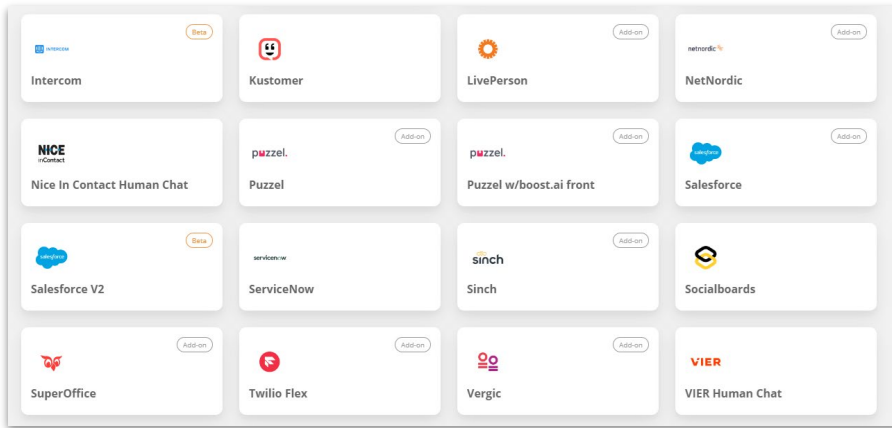 Beta
INTERCOM
Intercom
Kustomer
Add-on
LivePerson
Add-on
netnordic
NetNordic
NICE
inContact
Nice In Contact Human Chat
Add-on
puzzel.
Puzzel
Add-on
puzzel.
Puzzel w/boost.ai front
Add-on
salesforce
Salesforce
Beta
salesforce
Salesforce V2
servicenow
ServiceNow
Add-on
sinch
Sinch
Socialboards
Add-on
SuperOffice
Add-on
Twilio Flex
Add-on
Vergic
VIER
VIER Human Chat